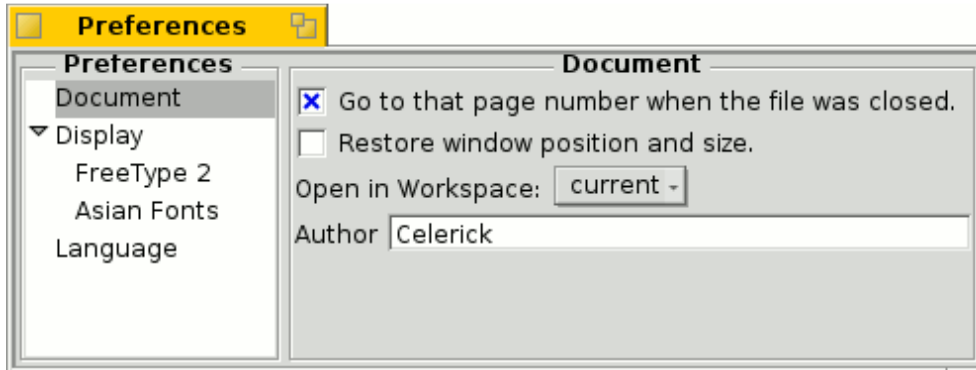 Preferences
Preferences
Document
Display
FreeType 2
Asian Fonts
Language
Document
Go to that page number when the file was closed.
Restore window position and size.
Open in Workspace: current
Author Celerick